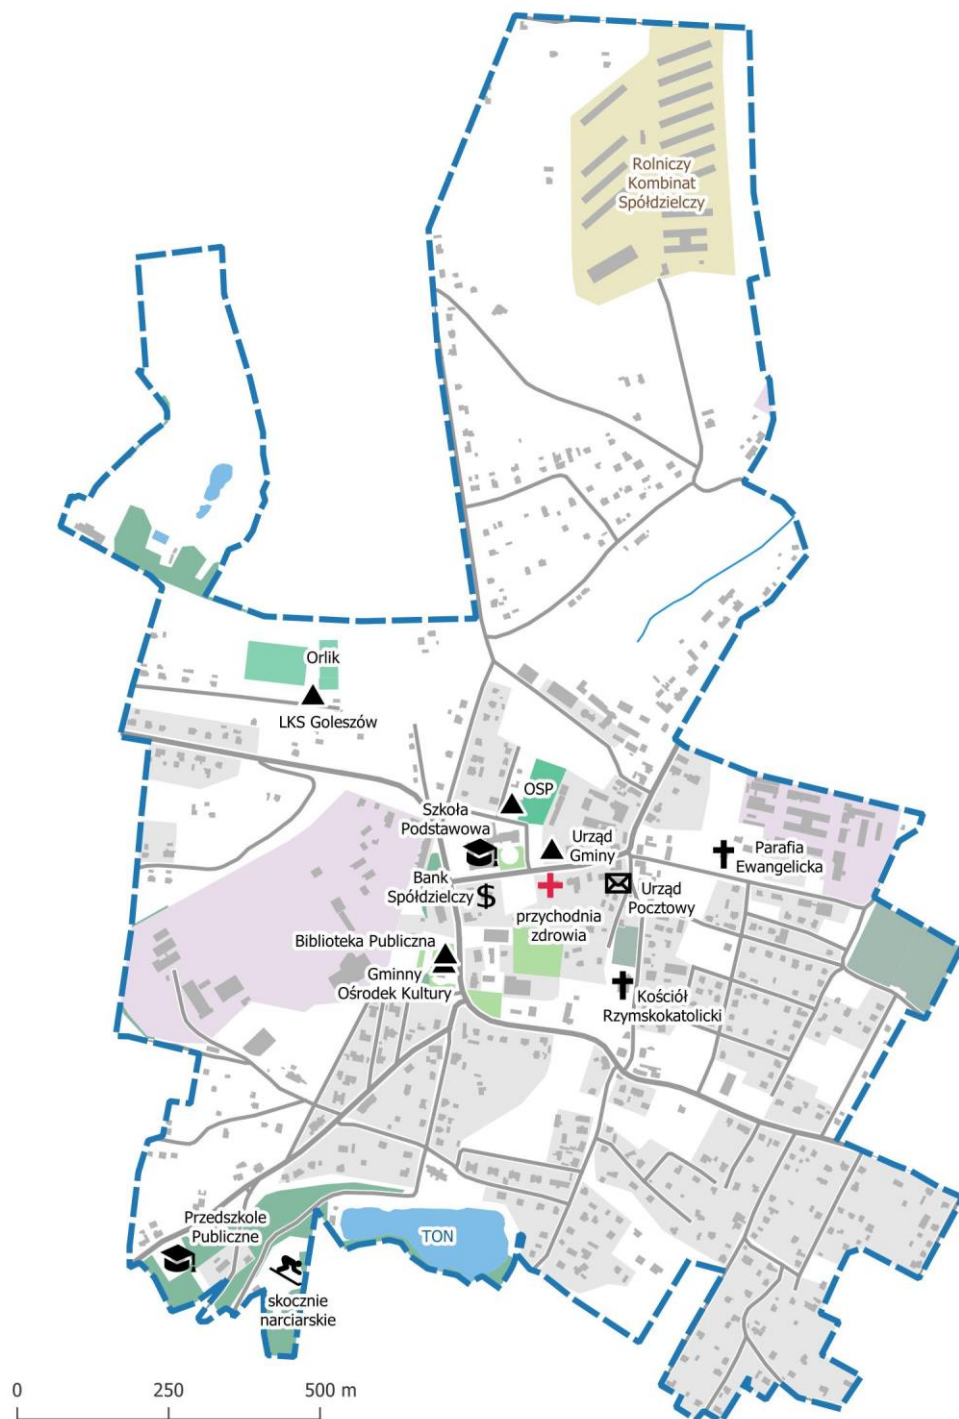 Rolniczy
Kombinat
Spółdzielczy
Orlik
LKS Goleszów
OSP
Szkoła
Podstawowa
Urząd
Gminy
Parafia
Ewangelicka
Bank
Spółdzielczy
$
Urząd
Pocztowy
przychodnia
zdrowia
Biblioteka Publiczna
Gminny
Ośrodek Kultury
Kościół
Rzymskokatolicki
Przedszkole
Publiczne
TON
skocznie
narciarskie
0 250 500 m